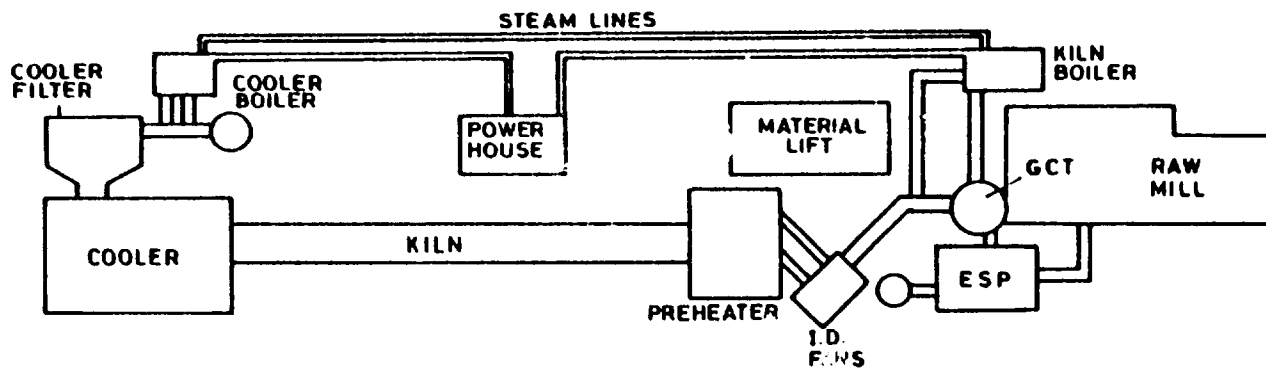 STEAM LINES
COOLER
FILTER
COOLER
BOILER
KILN
BOILER
POWER
HOUSE
MATERIAL
LIFT
GCT
RAW
MILL
COOLER
KILN
ESP
PREHEATER
I.D.